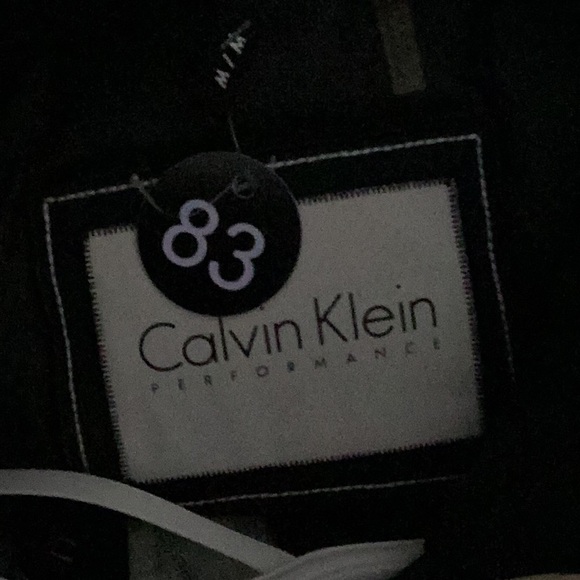 M/M
83
Calvin Klein
PERFORMANCE